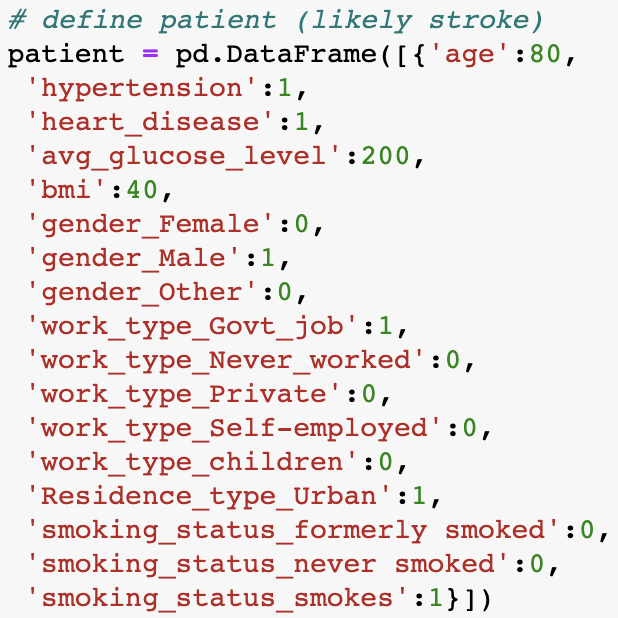 # define patient (likely stroke)
patient = pd.DataFrame([{'age':80,
'hypertension':1,
'heart_disease':1,
'avg_glucose_level':200,
'bmi':40,
'gender_Female':0,
'gender_Male':1,
'gender_Other':0,
'work_type_Govt_job':1,
'work_type_Never_worked':0,
'work_type_Private':0,
'work_type_Self-employed':0,
'work_type_children':0,
'Residence_type_Urban':1,
'smoking_status_formerly smoked':0,
'smoking_status_never smoked':0,
'smoking_status_smokes':1}])